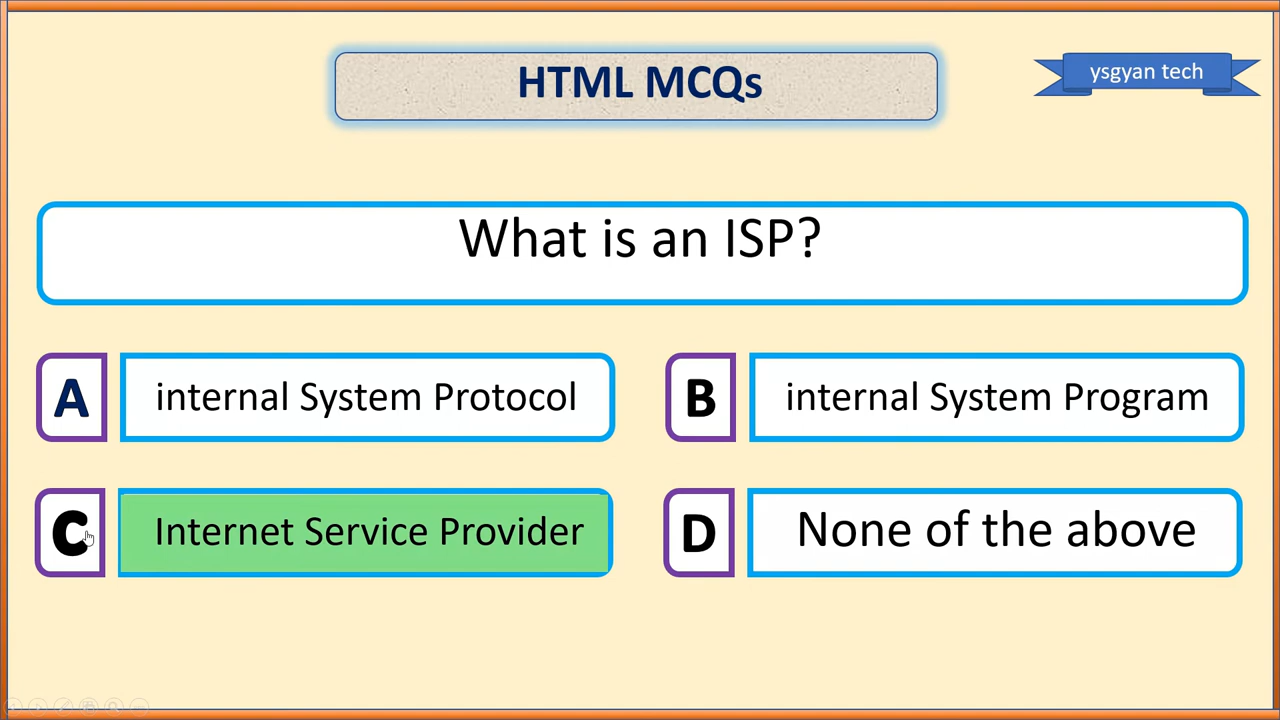 HTML MCQs
ysgyan tech
What is an ISP?
A
internal System Protocol
B
internal System Program
C
Internet Service Provider
D
None of the above